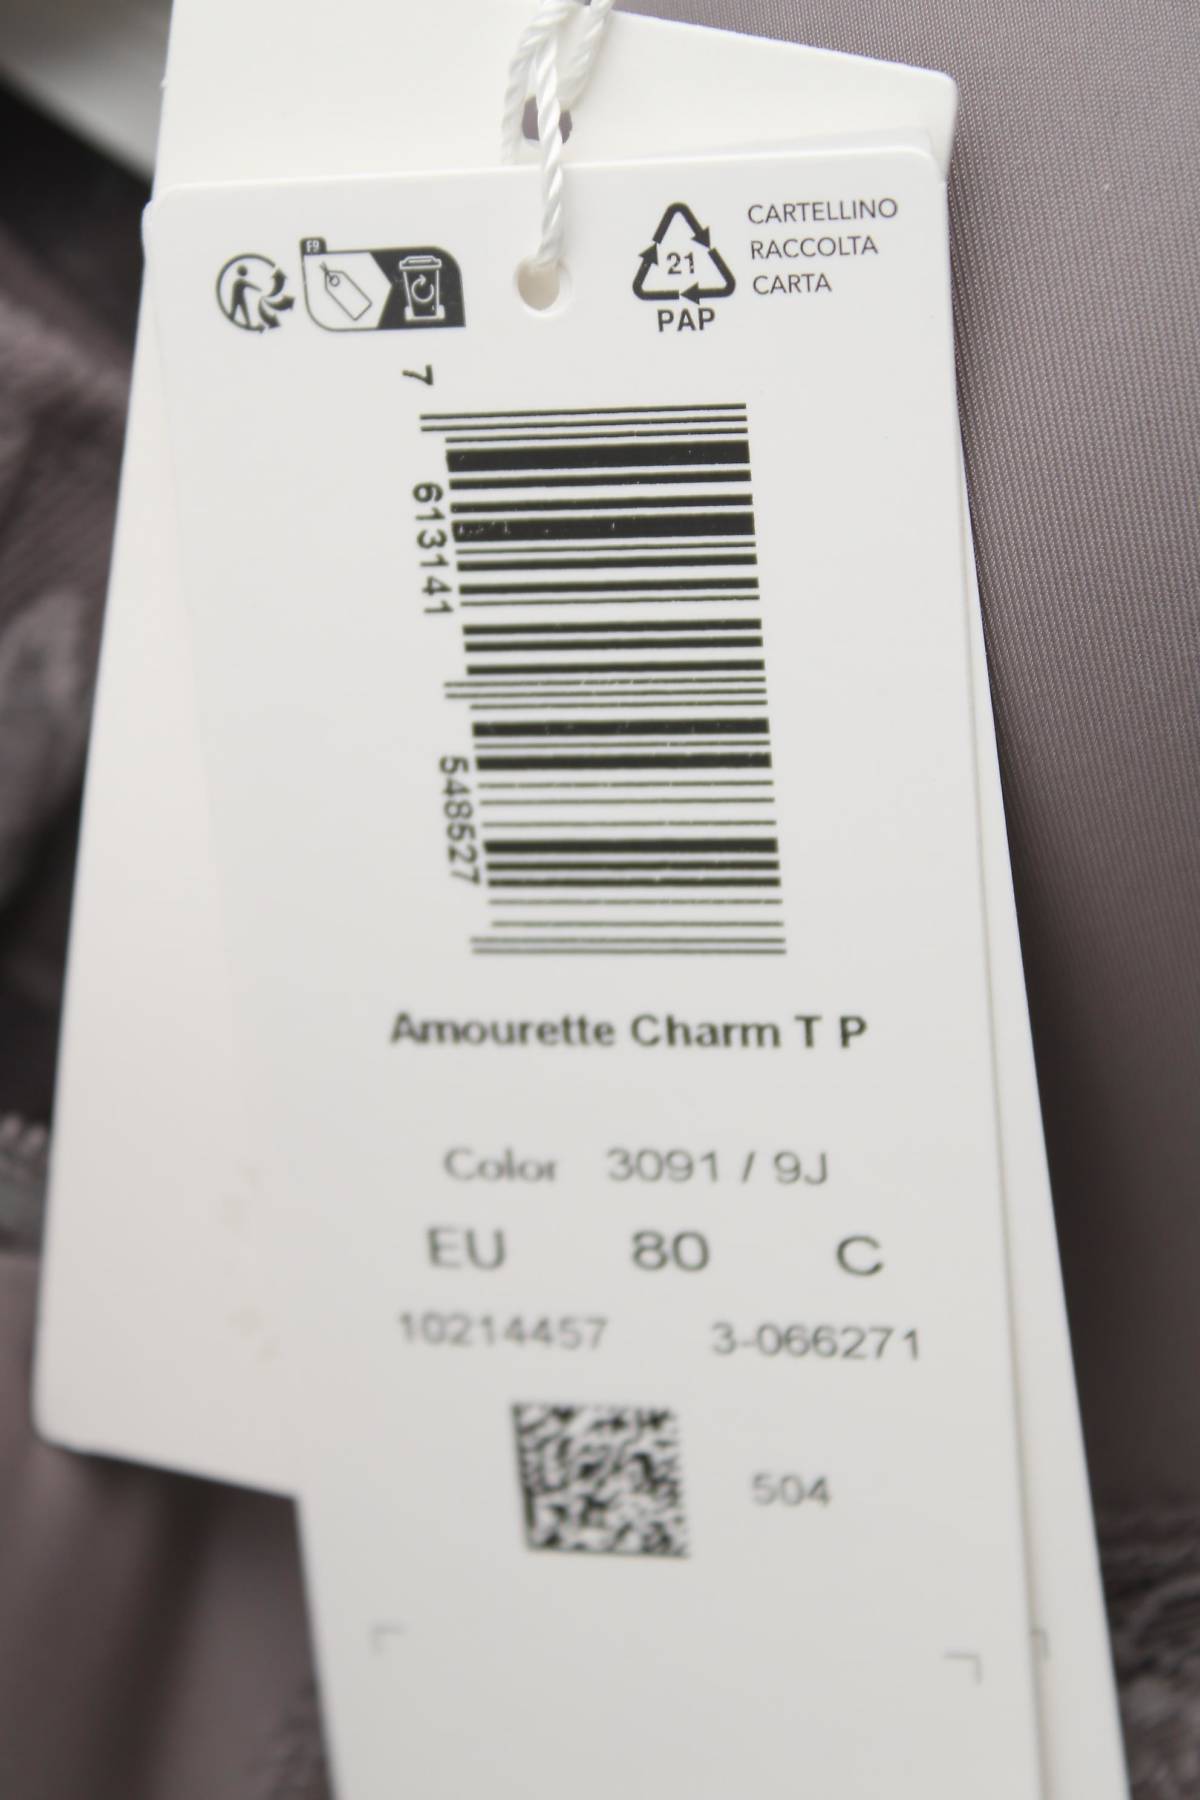 F9
21
PAP
CARTELLINO
RACCOLTA
CARTA
7 613141 548527
Amourette Charm T P
Color 3091 / 9J
EU 80 C
10214457 3-066271
504